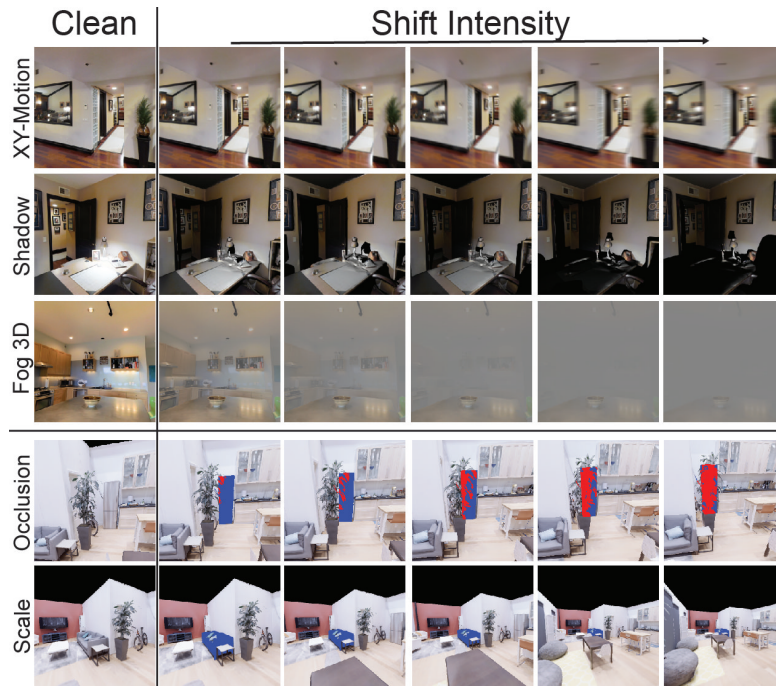 Clean
Shift Intensity
XY-Motion
Shadow
Fog 3D
Occlusion
Scale